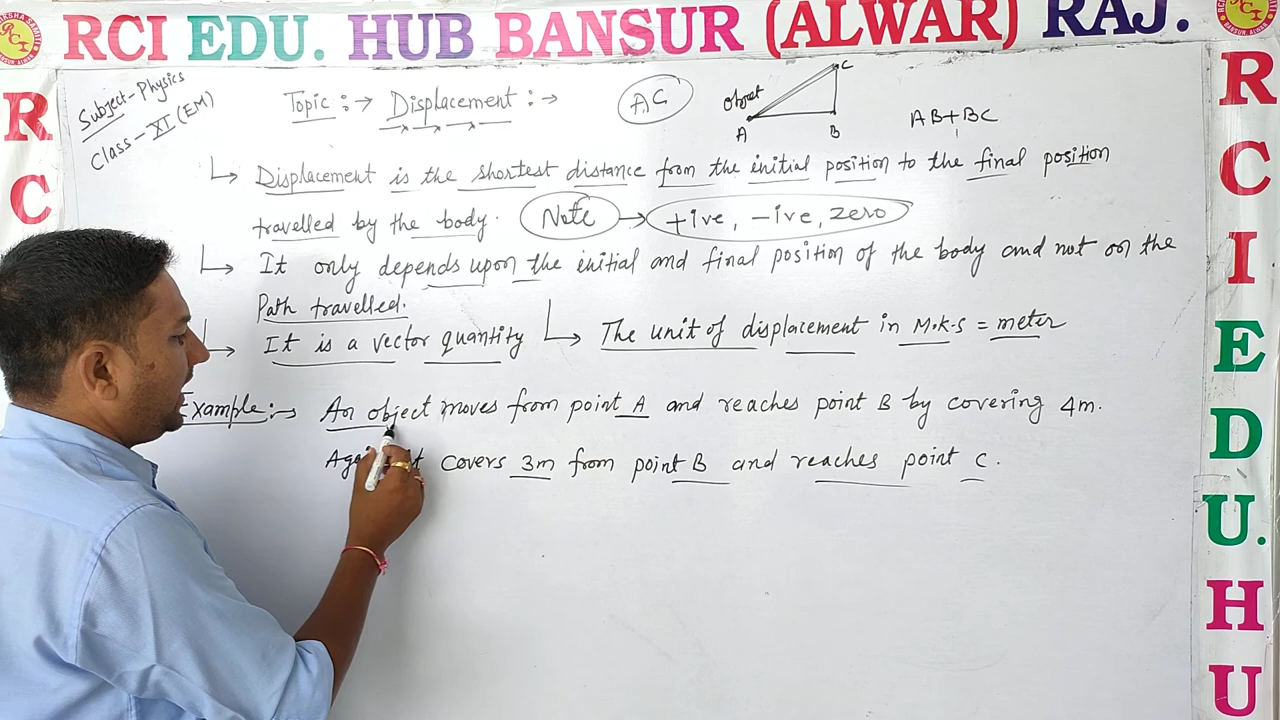 RCI EDU. HUB BANSUR (ALWAR) RAJ.
R
C
Subject-Physics
Class-XI (EM)
Topic :→ Displacement :→
AC
Object
A
B
C
AB+BC
↳ Displacement is the shortest distance from the initial position to the final position
travelled by the body. Note → +ive, -ive, zero
↳ It only depends upon the initial and final position of the body and not on the
Path travelled.
↳ It is a vector quantity ↳ The unit of displacement in M.K.S = meter
Example:→ An object moves from point A and reaches point B by covering 4m.
covers 3m from point B and reaches point C.
R
C
I
E
D
U.
H
U